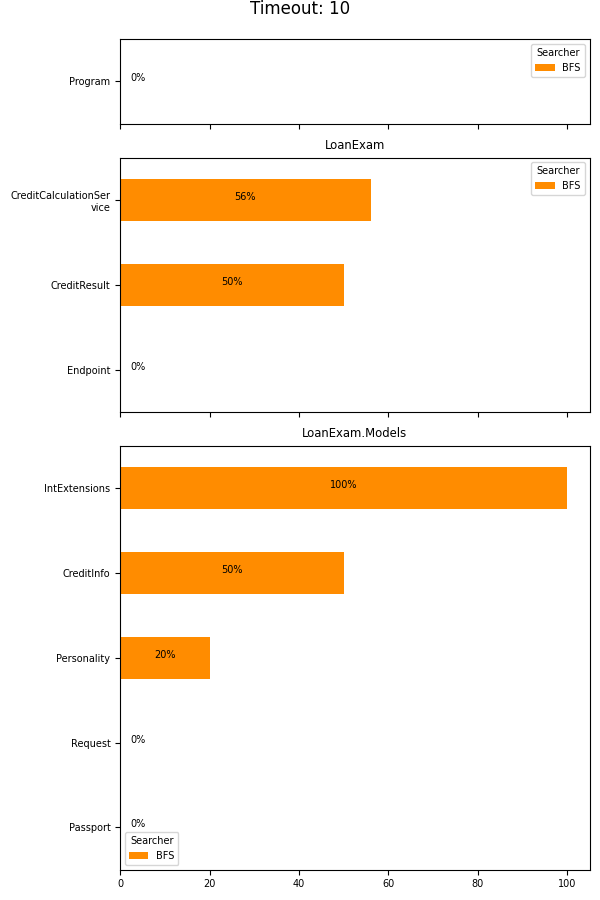 Timeout: 10
Program
0%
Searcher
BFS
LoanExam
CreditCalculationSer
vice
56%
Searcher
BFS
CreditResult
50%
Endpoint
0%
LoanExam.Models
IntExtensions
100%
CreditInfo
50%
Personality
20%
Request
0%
Passport
0%
Searcher
BFS
0 20 40 60 80 100